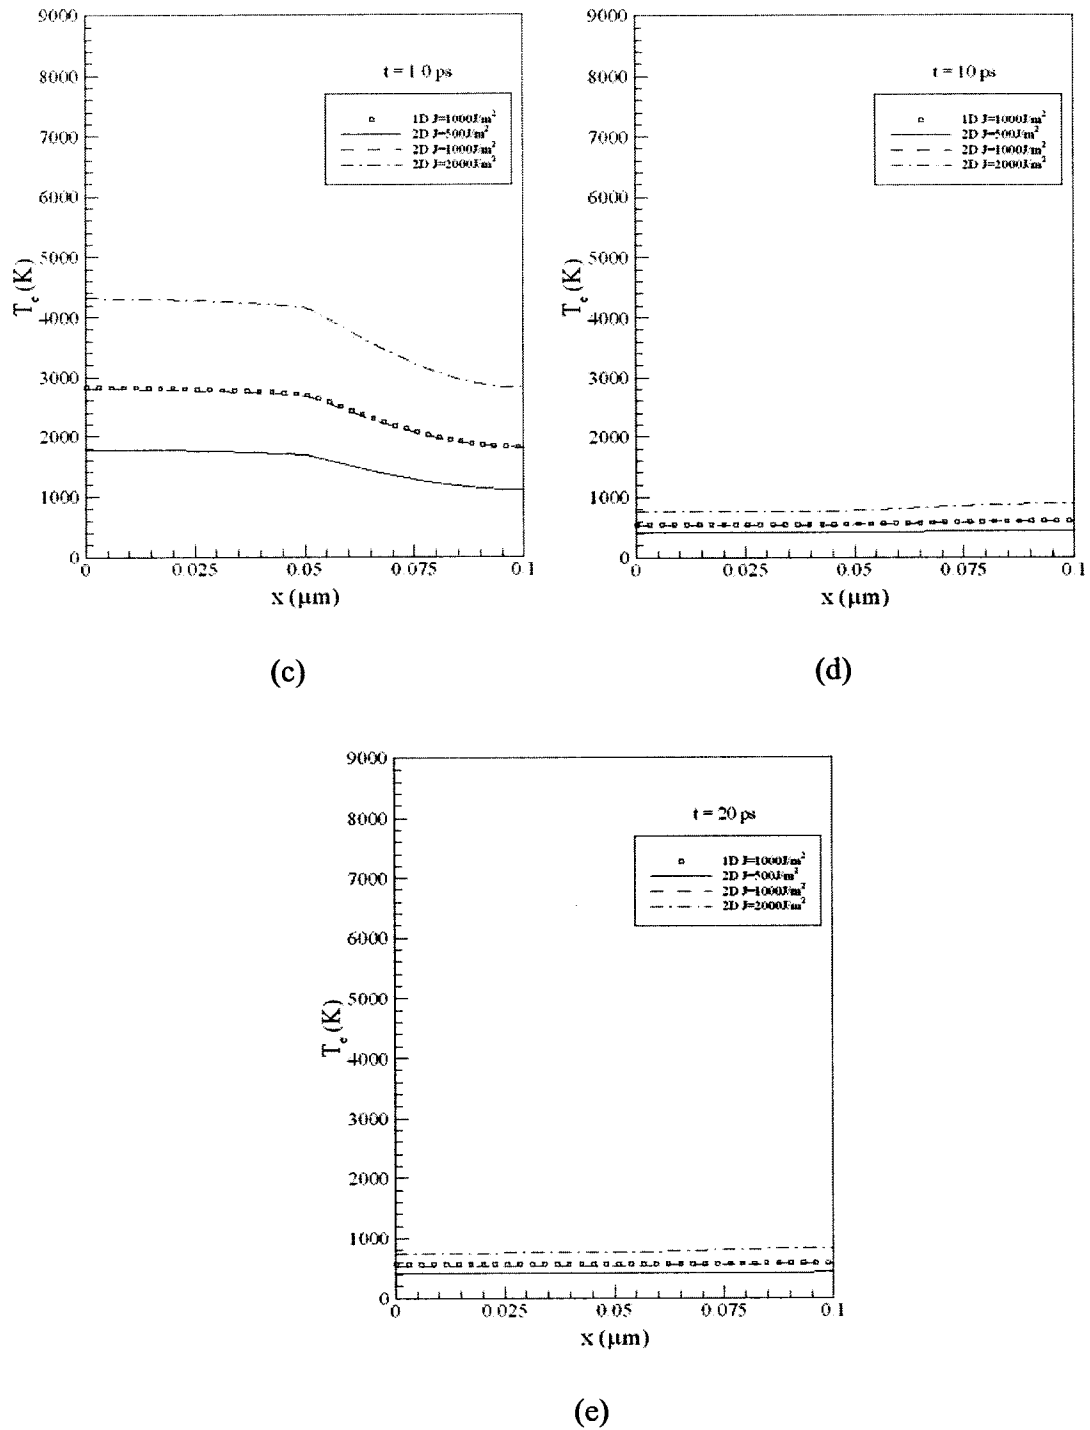 9000
8000
7000
6000
5000
4000
3000
2000
1000
0
T_e (K)
t = 1 0 ps
1D J=1000J/m²
2D J=500J/m²
2D J=1000J/m²
2D J=2000J/m²
0 0.025 0.05 0.075 0.1
x (μm)
(c)
9000
8000
7000
6000
5000
4000
3000
2000
1000
0
T_e (K)
t = 10 ps
1D J=1000J/m²
2D J=500J/m²
2D J=1000J/m²
2D J=2000J/m²
0 0.025 0.05 0.075 0.1
x (μm)
(d)
9000
8000
7000
6000
5000
4000
3000
2000
1000
0
T_e (K)
t = 20 ps
1D J=1000J/m²
2D J=500J/m²
2D J=1000J/m²
2D J=2000J/m²
0 0.025 0.05 0.075 0.1
x (μm)
(e)